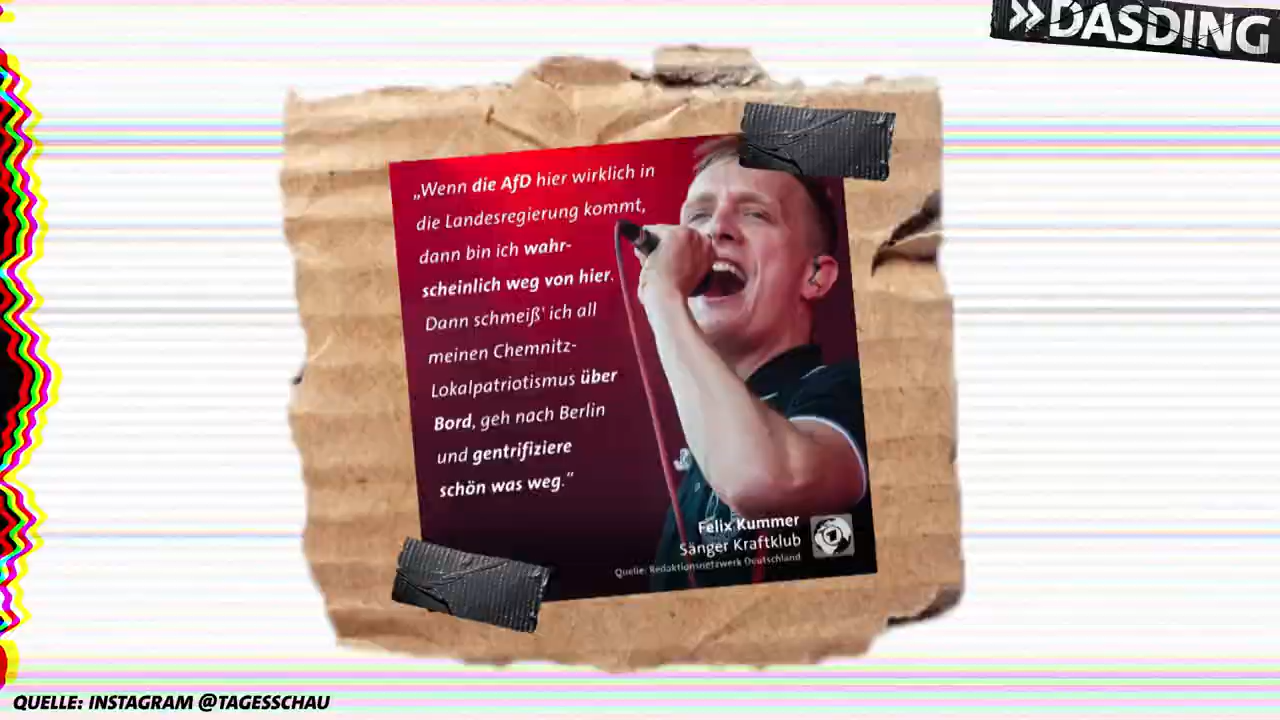 »DASDING
„Wenn die AfD hier wirklich in
die Landesregierung kommt,
dann bin ich wahr-
scheinlich weg von hier.
Dann schmeiß' ich all
meinen Chemnitz-
Lokalpatriotismus über
Bord, geh nach Berlin
und gentrifiziere
schön was weg.“
Felix Kummer
Sänger Kraftklub
Quelle: Redaktionsnetzwerk Deutschland
QUELLE: INSTAGRAM @TAGESSCHAU